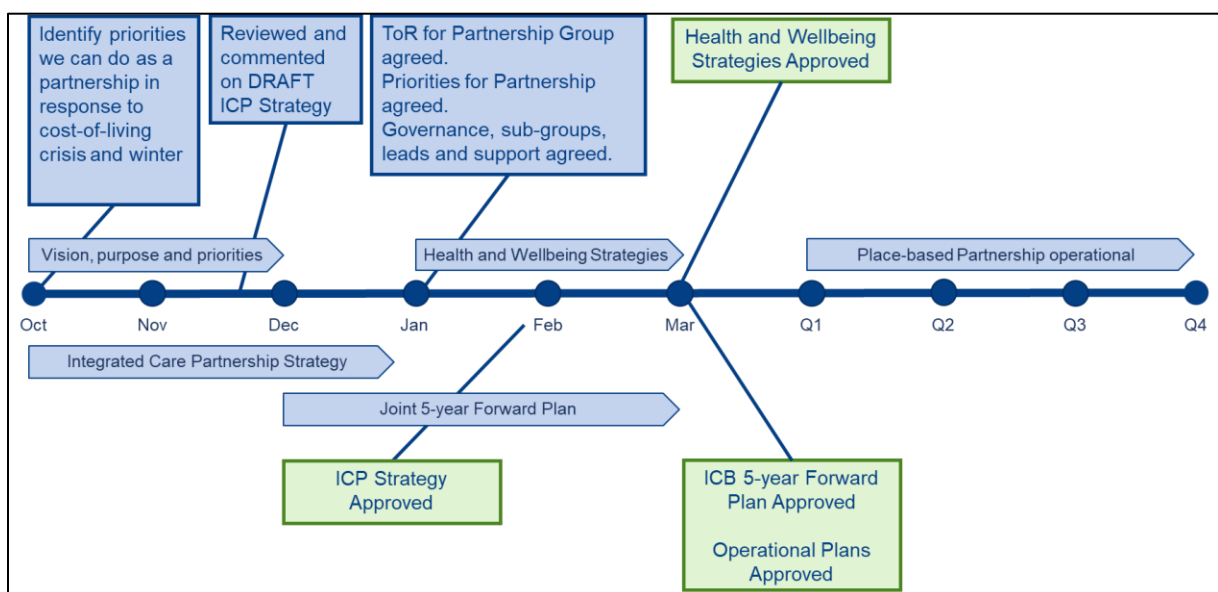 Identify priorities
we can do as a
partnership in
response to
cost-of-living
crisis and winter
Reviewed and
commented
on DRAFT
ICP Strategy
ToR for Partnership Group
agreed.
Priorities for Partnership
agreed.
Governance, sub-groups,
leads and support agreed.
Health and Wellbeing
Strategies Approved
Vision, purpose and priorities
Health and Wellbeing Strategies
Place-based Partnership operational
Oct
Nov
Dec
Jan
Feb
Mar
Q1
Q2
Q3
Q4
Integrated Care Partnership Strategy
Joint 5-year Forward Plan
ICP Strategy
Approved
ICB 5-year Forward
Plan Approved
Operational Plans
Approved